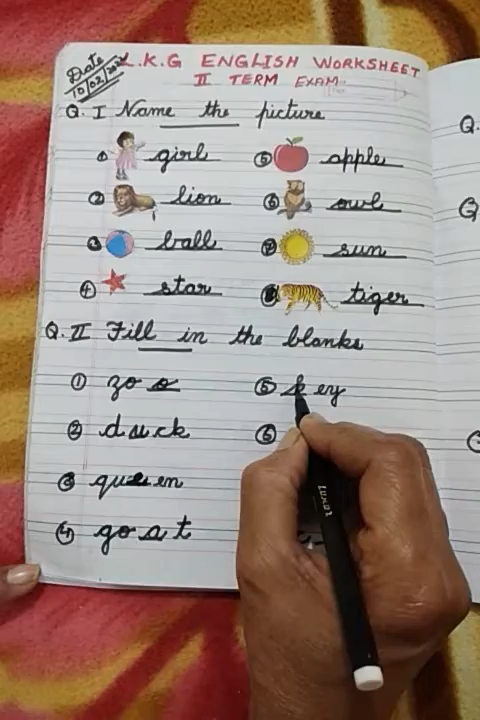 Date
10/02/2024
L.K.G ENGLISH WORKSHEET
II TERM EXAM
Q. I Name the picture
① girl ⑤ apple
② lion ⑥ owl
③ ball ⑦ sun
④ star ⑧ tiger
Q. II Fill in the blanks
① zoo ⑤ key
② duck ⑥
③ queen
④ goat
Q.
Q
LUXOR